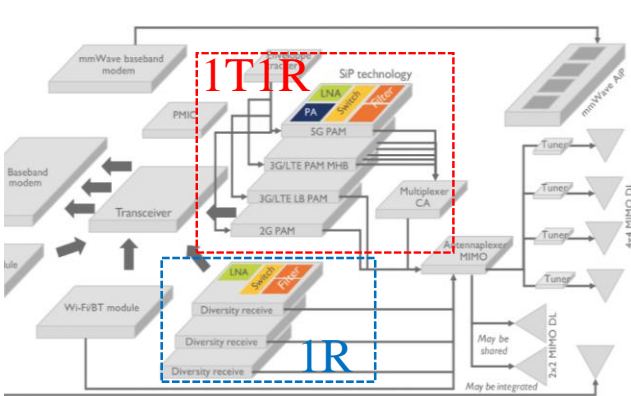 mmWave baseband
modem
1T1R
Envelope
tracker
SiP technology
LNA
Switch
Filter
PA
5G PAM
PMIC
mmWave AiP
3G/LTE PAM MHB
Baseband
modem
Transceiver
3G/LTE LB PAM
2G PAM
Multiplexer
CA
Tuner
Tuner
Tuner
Tuner
4x4 MIMO DL
Antennaplexer
MIMO
dule
Wi-Fi/BT module
LNA
Switch
Filter
Diversity receive
Diversity receive
Diversity receive
1R
May be
shared
2x2 MIMO DL
May be integrated